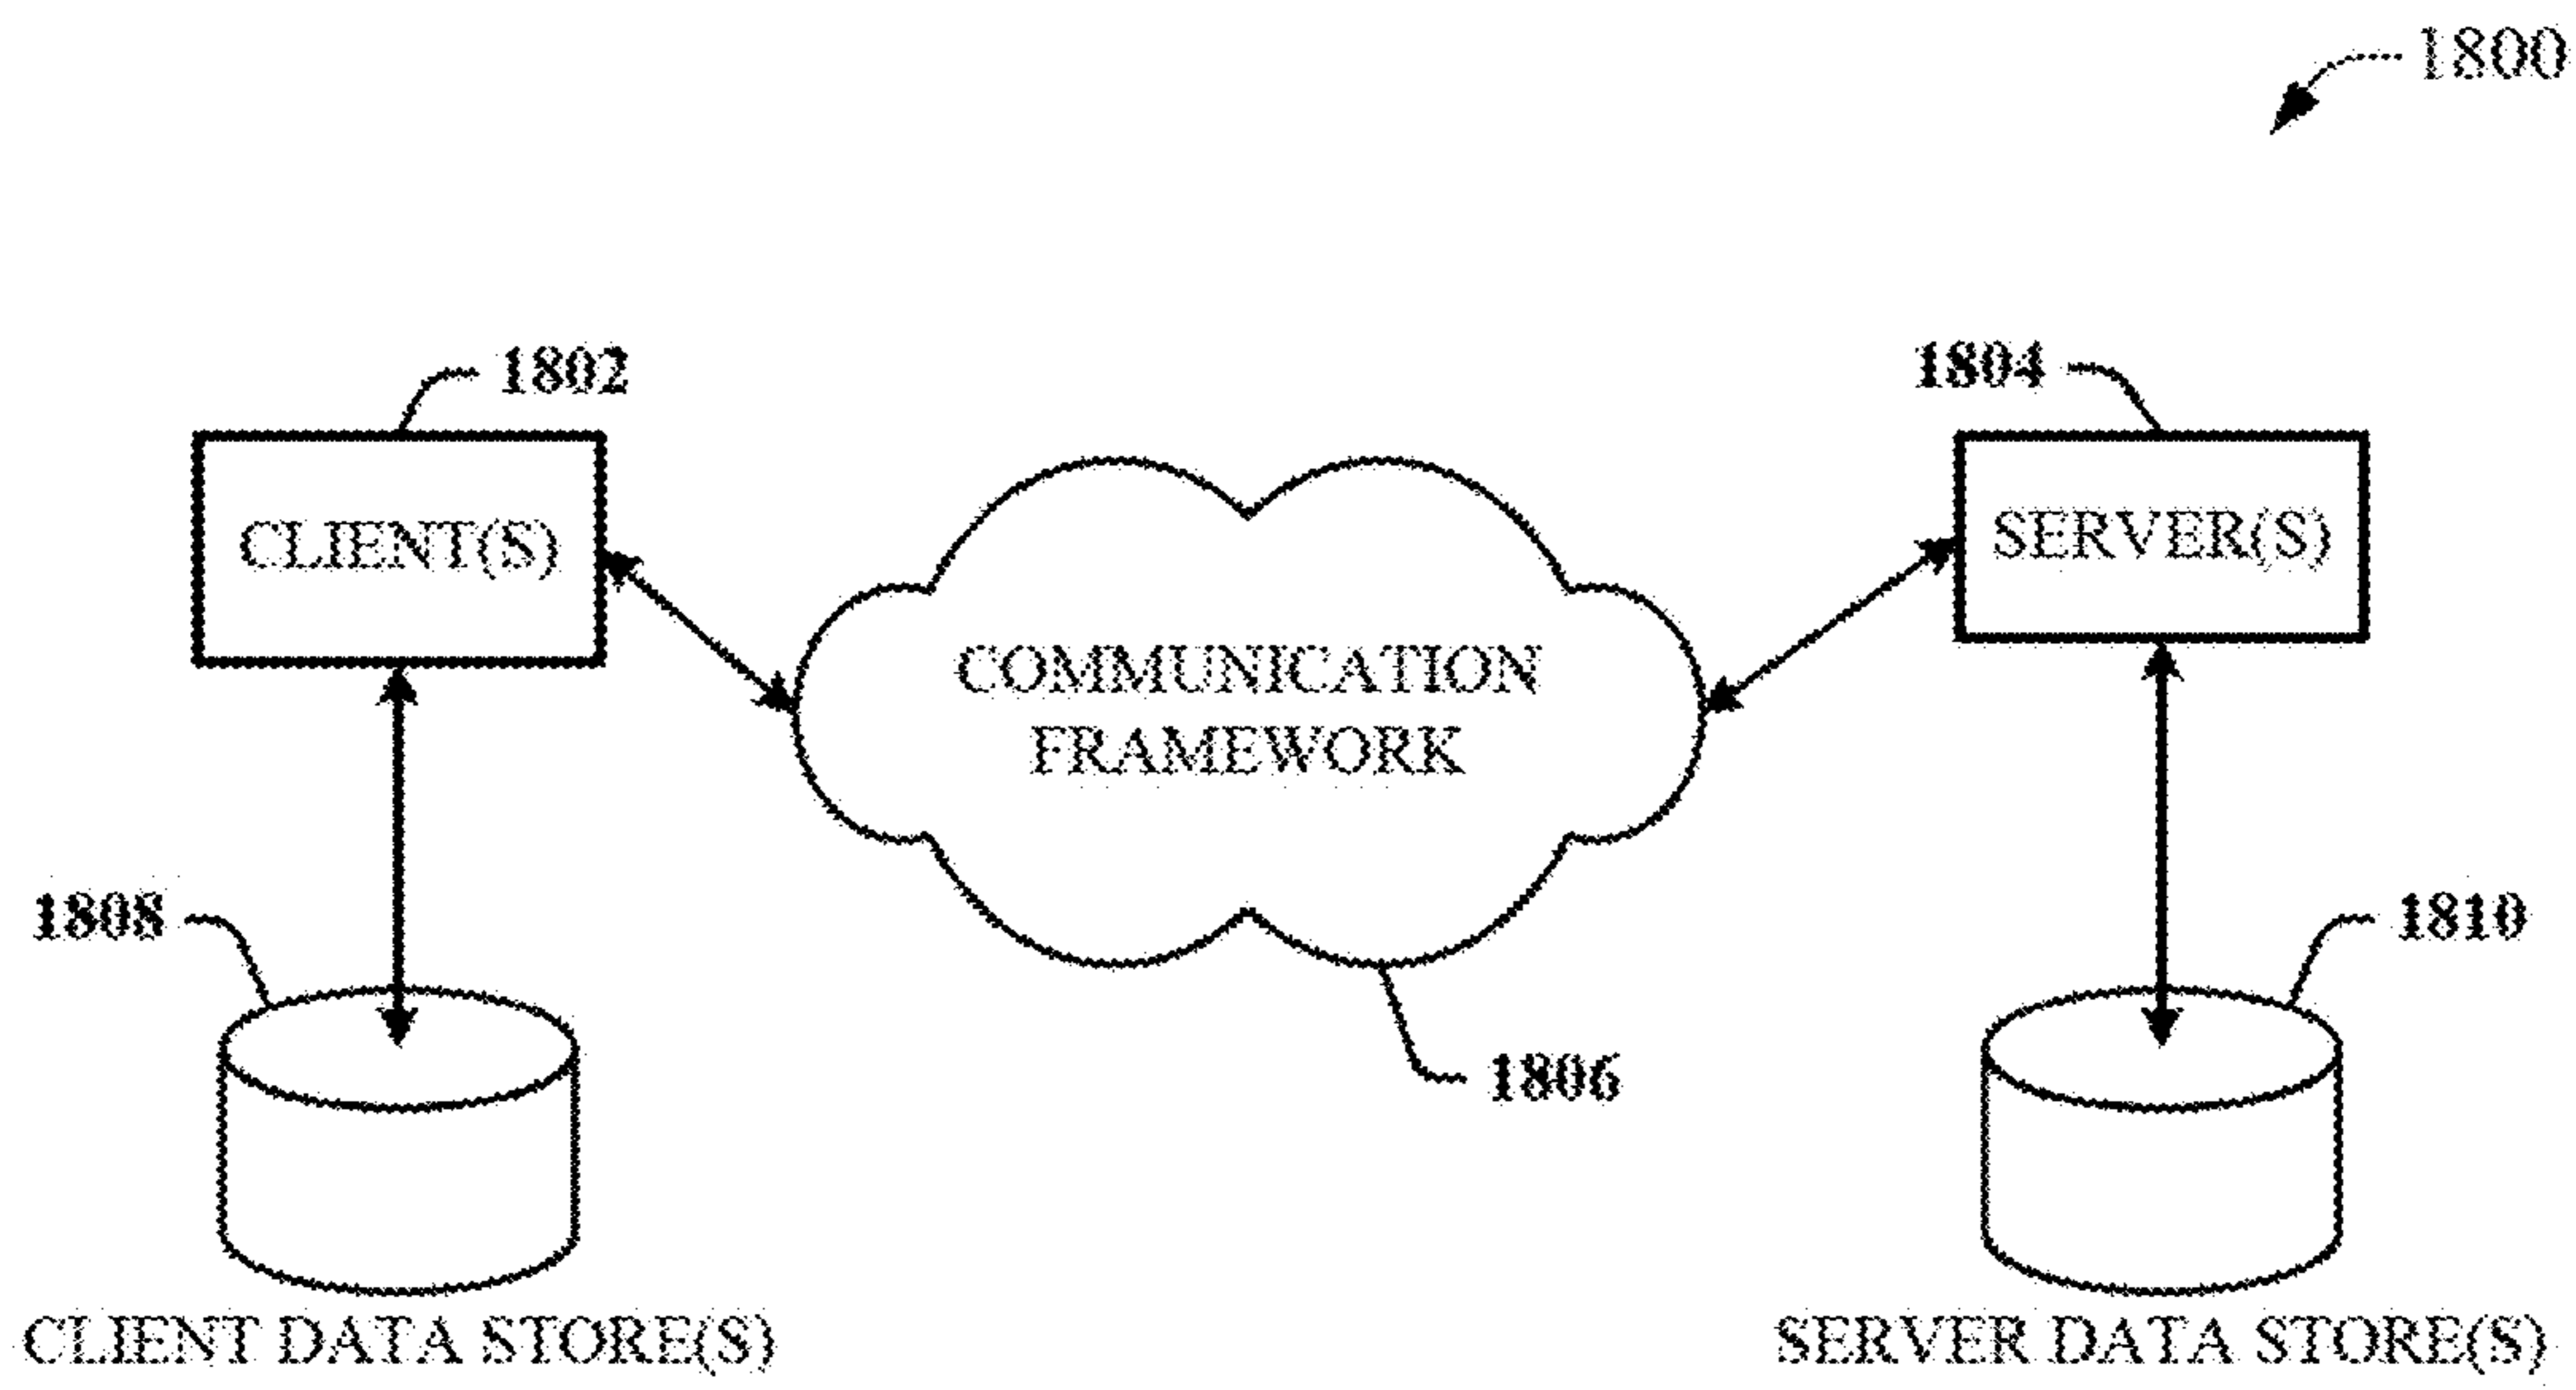 1800
1802
1804
CLIENT(S)
SERVER(S)
COMMUNICATION
FRAMEWORK
1808
1810
1806
CLIENT DATA STORE(S)
SERVER DATA STORE(S)